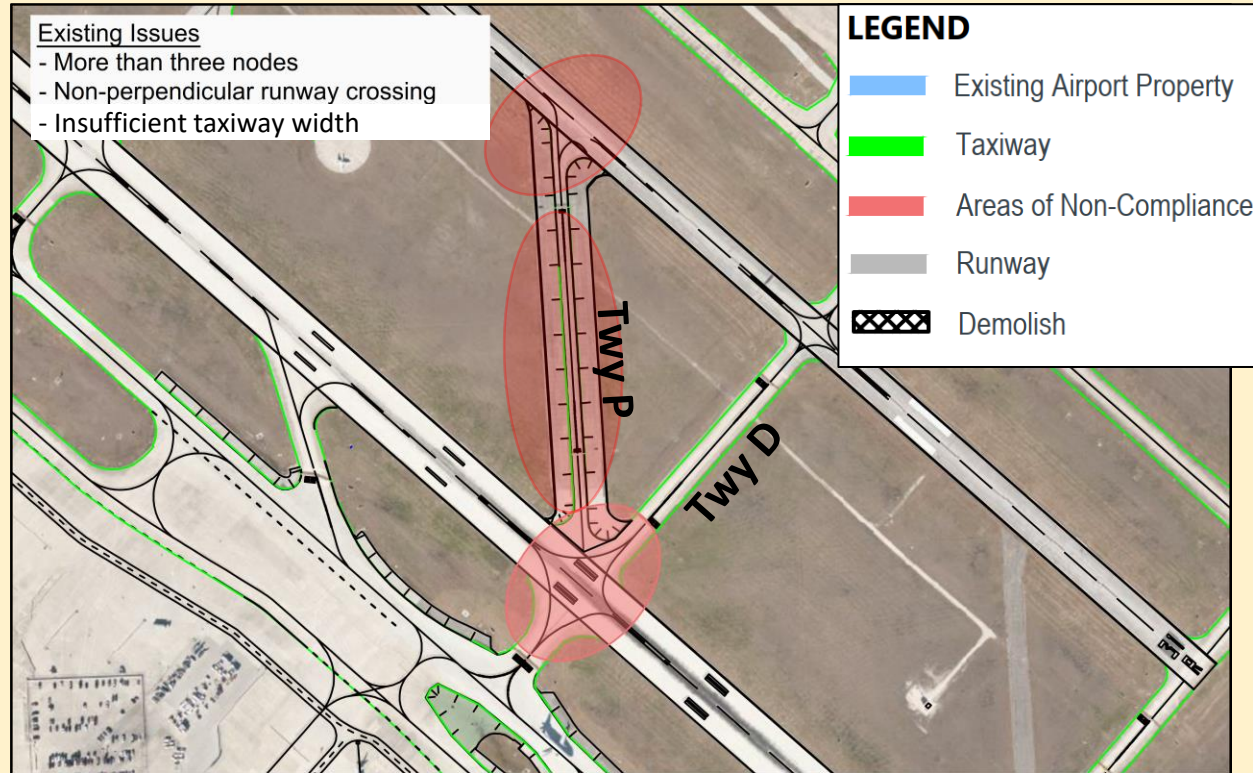 Existing Issues
- More than three nodes
- Non-perpendicular runway crossing
- Insufficient taxiway width
LEGEND
Existing Airport Property
Taxiway
Areas of Non-Compliance
Runway
Demolish
Twy P
Twy D